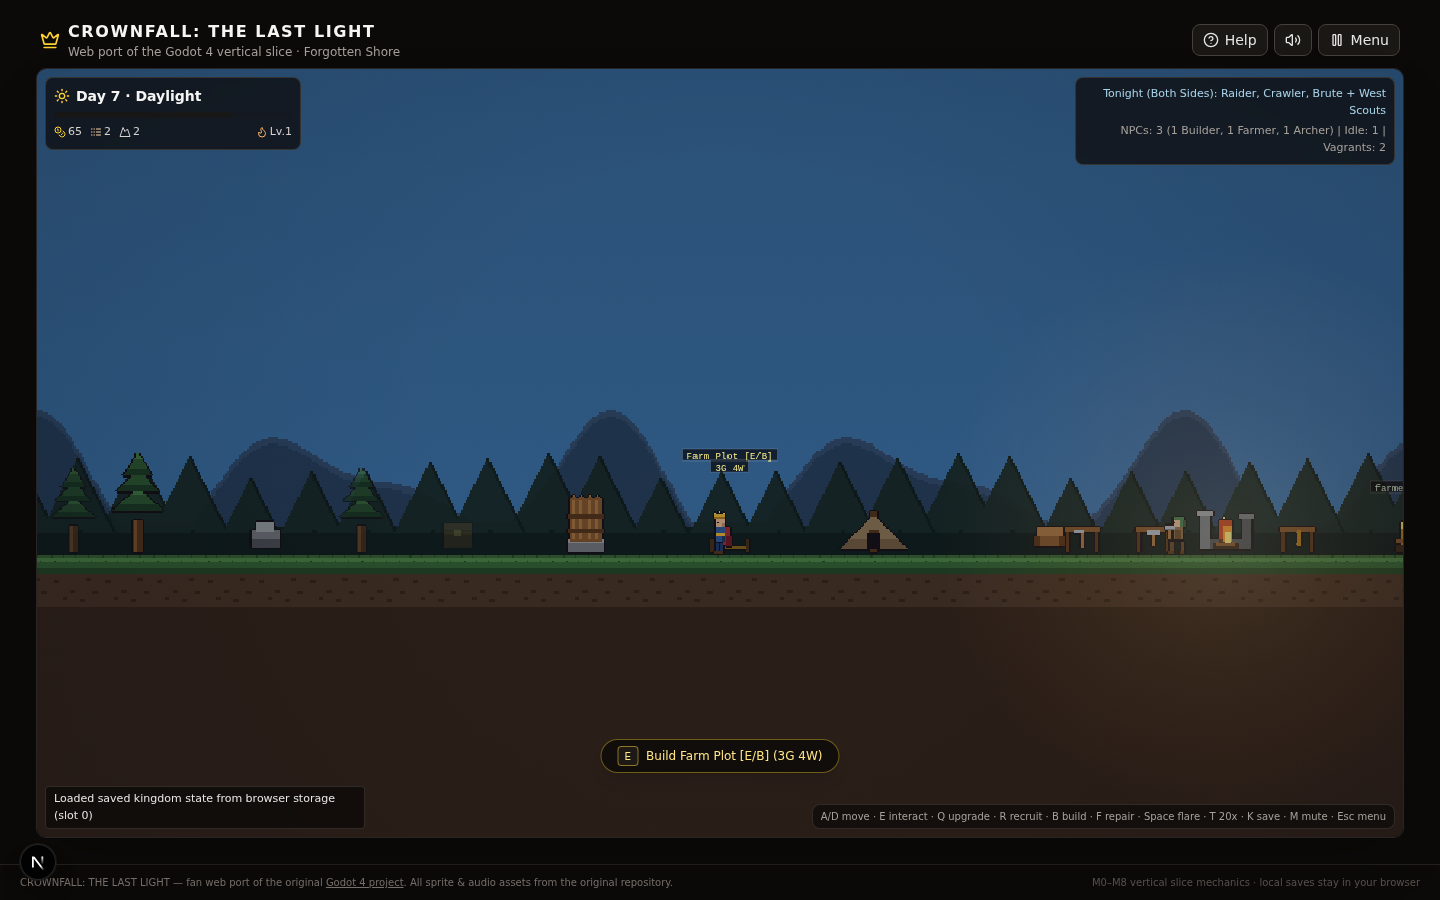 CROWNFALL: THE LAST LIGHT
Web port of the Godot 4 vertical slice · Forgotten Shore
Help
Menu
Day 7 · Daylight
65 2 2 Lv.1
Tonight (Both Sides): Raider, Crawler, Brute + West
Scouts
NPCs: 3 (1 Builder, 1 Farmer, 1 Archer) | Idle: 1 |
Vagrants: 2
Farm Plot [E/B]
3G 4W
farme
E Build Farm Plot [E/B] (3G 4W)
Loaded saved kingdom state from browser storage
(slot 0)
A/D move · E interact · Q upgrade · R recruit · B build · F repair · Space flare · T 20x · K save · M mute · Esc menu
N
CROWNFALL: THE LAST LIGHT — fan web port of the original Godot 4 project. All sprite & audio assets from the original repository.
M0–M8 vertical slice mechanics · local saves stay in your browser